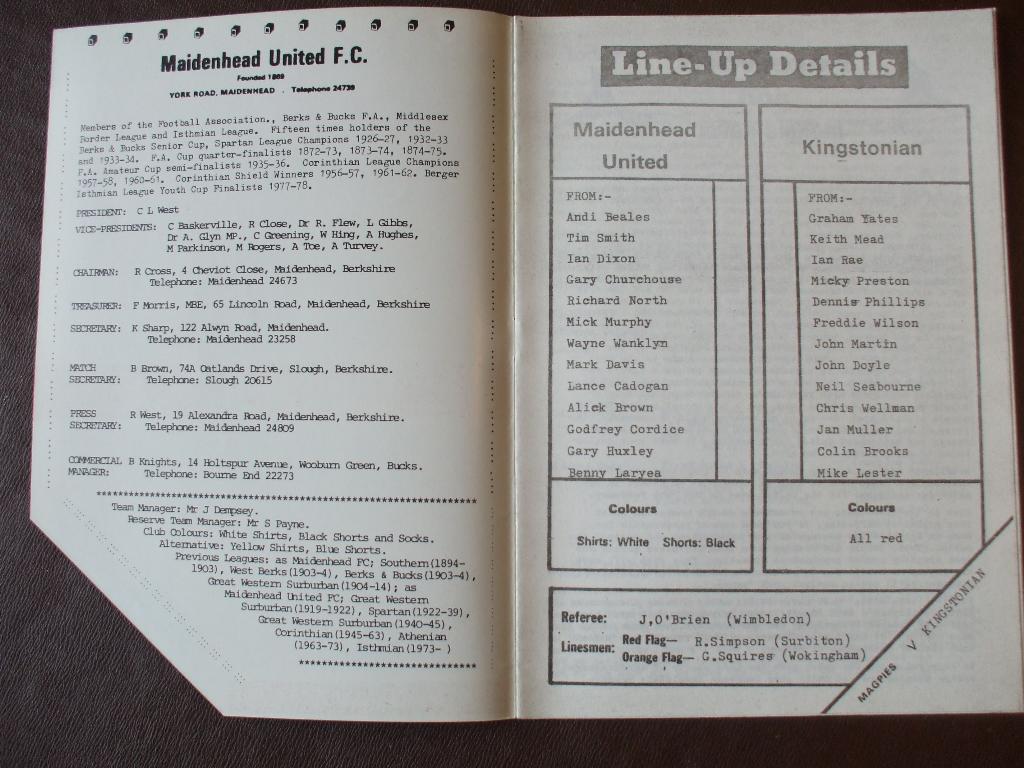 Maidenhead United F.C.
Founded 1869
YORK ROAD, MAIDENHEAD . Telephone 24739
Members of the Football Association., Berks & Bucks F.A., Middlesex
Border League and Isthmian League. Fifteen times holders of the
Berks & Bucks Senior Cup, Spartan League Champions 1926-27, 1932-33
and 1933-34. F.A. Cup quarter-finalists 1872-73, 1873-74, 1874-75.
F.A. Amateur Cup semi-finalists 1935-36. Corinthian League Champions
1957-58, 1960-61. Corinthian Shield Winners 1956-57, 1961-62. Berger
Isthmian League Youth Cup Finalists 1977-78.
PRESIDENT: C L West
VICE-PRESIDENTS: C Baskerville, R Close, Dr R. Flew, L Gibbs,
Dr A. Glyn MP., C Greening, W Hing, A Hughes,
M Parkinson, M Rogers, A Toe, A Turvey.
CHAIRMAN: R Cross, 4 Cheviot Close, Maidenhead, Berkshire
Telephone: Maidenhead 24673
TREASURER: F Morris, MBE, 65 Lincoln Road, Maidenhead, Berkshire
SECRETARY: K Sharp, 122 Alwyn Road, Maidenhead.
Telephone: Maidenhead 23258
MATCH B Brown, 74A Oatlands Drive, Slough, Berkshire.
SECRETARY: Telephone: Slough 20615
PRESS R West, 19 Alexandra Road, Maidenhead, Berkshire.
SECRETARY: Telephone: Maidenhead 24809
COMMERCIAL B Knights, 14 Holtspur Avenue, Wooburn Green, Bucks.
MANAGER: Telephone: Bourne End 22273
Team Manager: Mr J Dempsey.
Reserve Team Manager: Mr S Payne.
Club Colours: White Shirts, Black Shorts and Socks.
Alternative: Yellow Shirts, Blue Shorts.
Previous Leagues: as Maidenhead FC; Southern(1894-
1903), West Berks(1903-4), Berks & Bucks(1903-4),
Great Western Surburban(1904-14); as
Maidenhead United FC; Great Western
Surburban(1919-1922), Spartan(1922-39),
Great Western Surburban(1940-45),
Corinthian(1945-63), Athenian
(1963-73), Isthmian(1973- )
Line-Up Details
Maidenhead
United
FROM:-
Andi Beales
Tim Smith
Ian Dixon
Gary Churchouse
Richard North
Mick Murphy
Wayne Wanklyn
Mark Davis
Lance Cadogan
Alick Brown
Godfrey Cordice
Gary Huxley
Benny Laryea
Colours
Shirts: White Shorts: Black
Kingstonian
FROM:-
Graham Yates
Keith Mead
Ian Rae
Micky Preston
Dennis Phillips
Freddie Wilson
John Martin
John Doyle
Neil Seabourne
Chris Wellman
Jan Muller
Colin Brooks
Mike Lester
Colours
All red
Referee: J,O'Brien (Wimbledon)
Linesmen: Red Flag— R.Simpson (Surbiton)
Orange Flag— G.Squires (Wokingham)
MAGPIES V KINGSTONIAN